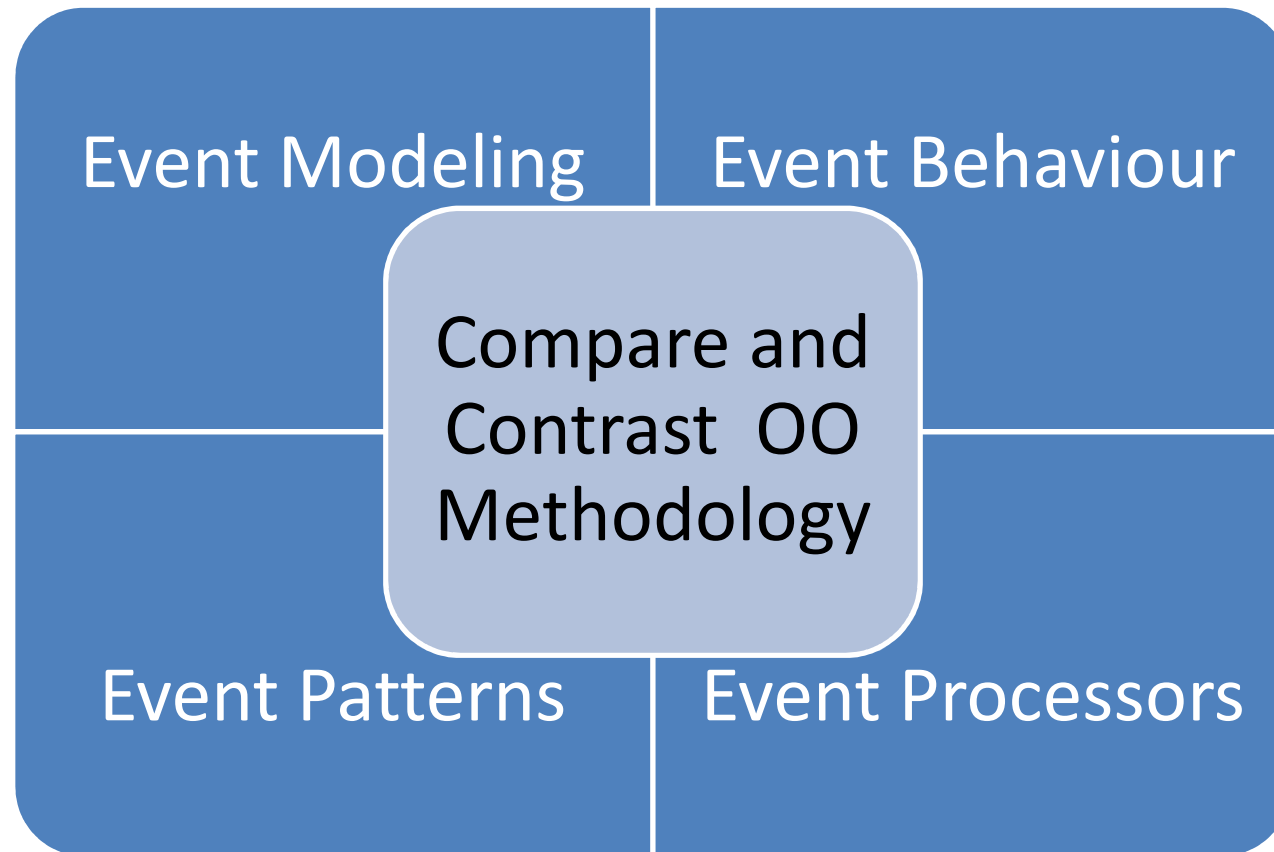 Event Modeling
Event Behaviour
Compare and
Contrast  OO
Methodology
Event Patterns
Event Processors